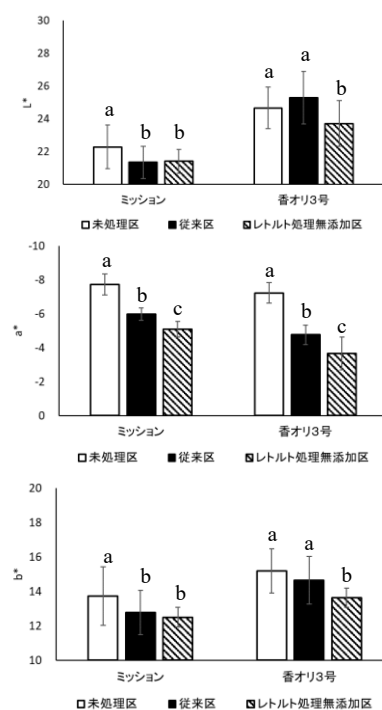 30
28
26
24
22
20
L*
a
b
b
a
a
b
ミッション
香オリ3号
未処理区
従来区
レトルト処理無添加区
-10
-8
-6
-4
-2
0
a*
a
b
c
a
b
c
ミッション
香オリ3号
未処理区
従来区
レトルト処理無添加区
20
18
16
14
12
10
b*
a
b
b
a
a
b
ミッション
香オリ3号
未処理区
従来区
レトルト処理無添加区